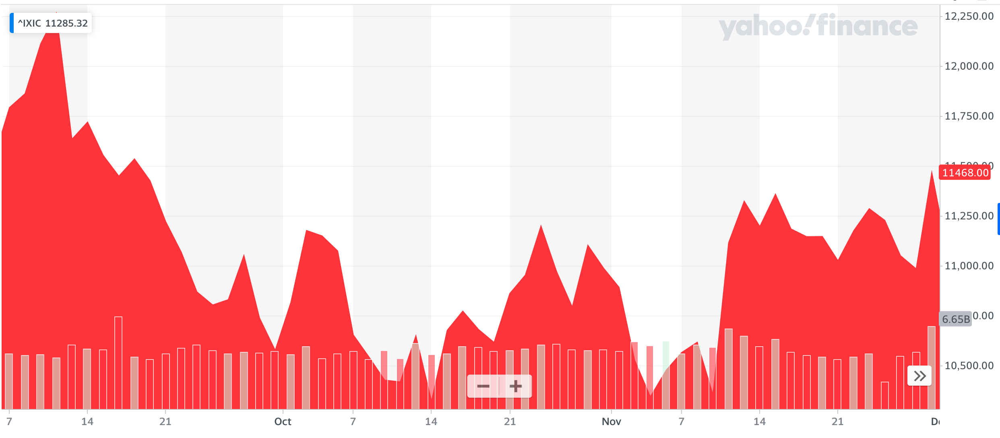 ^IXIC 11285.32
yahoo!finance
12,250.00
12,000.00
11,750.00
11468.00
11,250.00
11,000.00
6.65B
0.00
10,500.00
− +
7 14 21 Oct 7 14 21 Nov 7 14 21